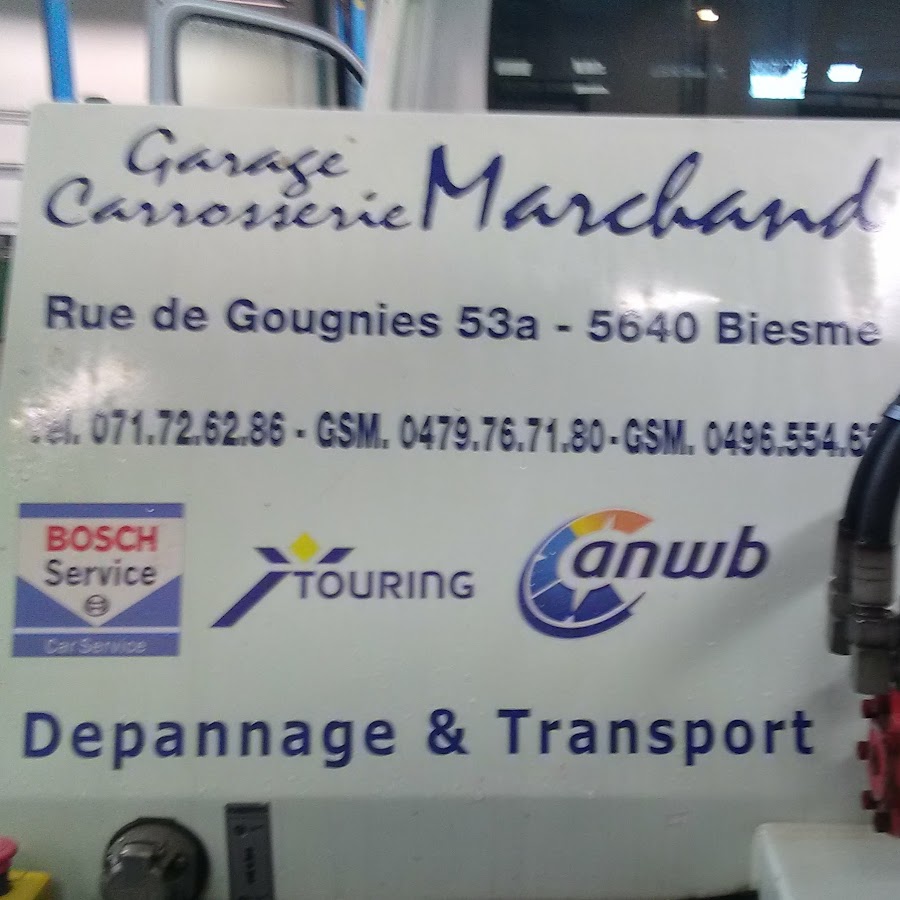 Garage
Carrosserie Marchand
Rue de Gougnies 53a - 5640 Biesme
Tél. 071.72.62.86 - GSM. 0479.76.71.80 - GSM. 0496.554.6
BOSCH
Service
Car Service
TOURING
anwb
Depannage & Transport